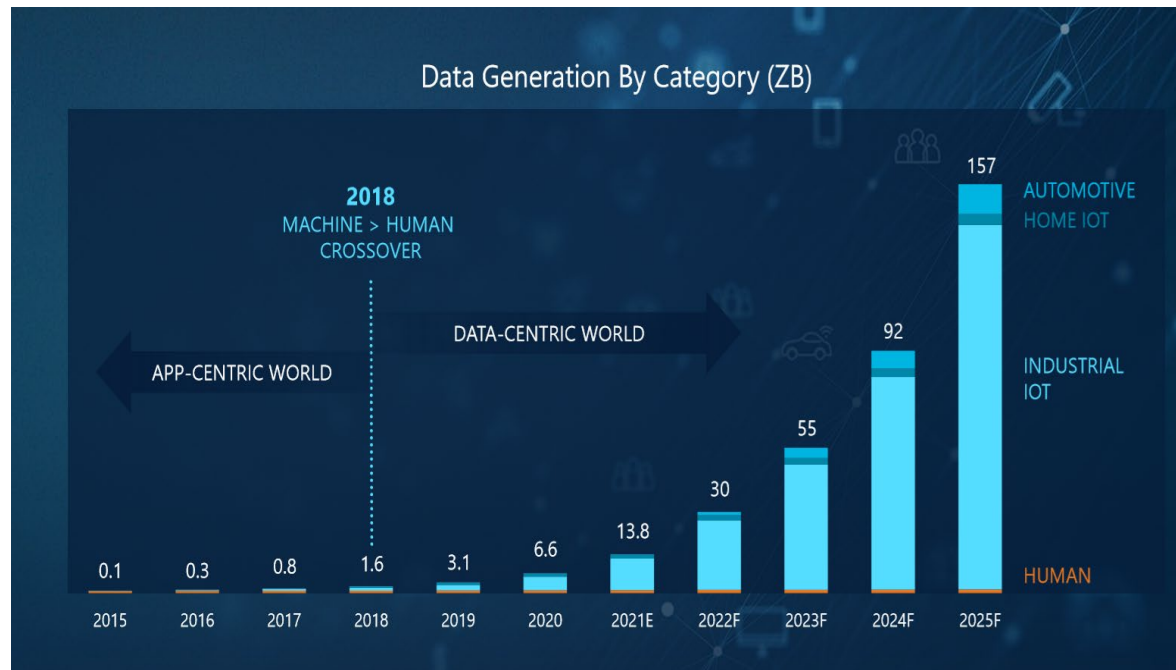 Data Generation By Category (ZB)
2018
MACHINE > HUMAN
CROSSOVER
APP-CENTRIC WORLD
DATA-CENTRIC WORLD
0.1
0.3
0.8
1.6
3.1
6.6
13.8
30
55
92
157
AUTOMOTIVE
HOME IOT
INDUSTRIAL
IOT
HUMAN
2015
2016
2017
2018
2019
2020
2021E
2022F
2023F
2024F
2025F